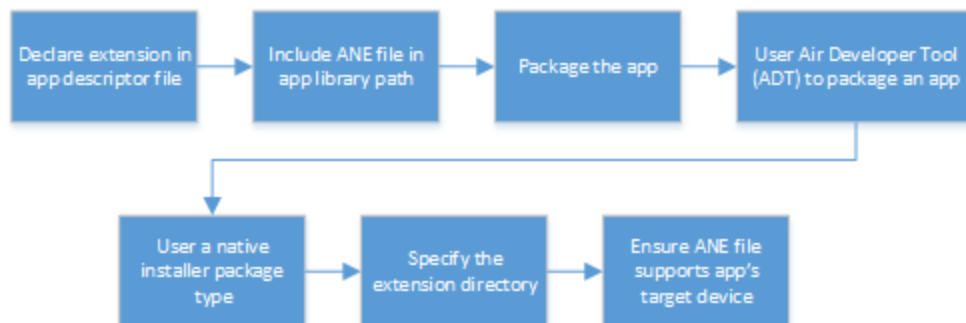 Declare extension in
app descriptor file
Include ANE file in
app library path
Package the app
User Air Developer Tool
(ADT) to package an app
User a native
installer package
type
Specify the
extension directory
Ensure ANE file
supports app's
target device